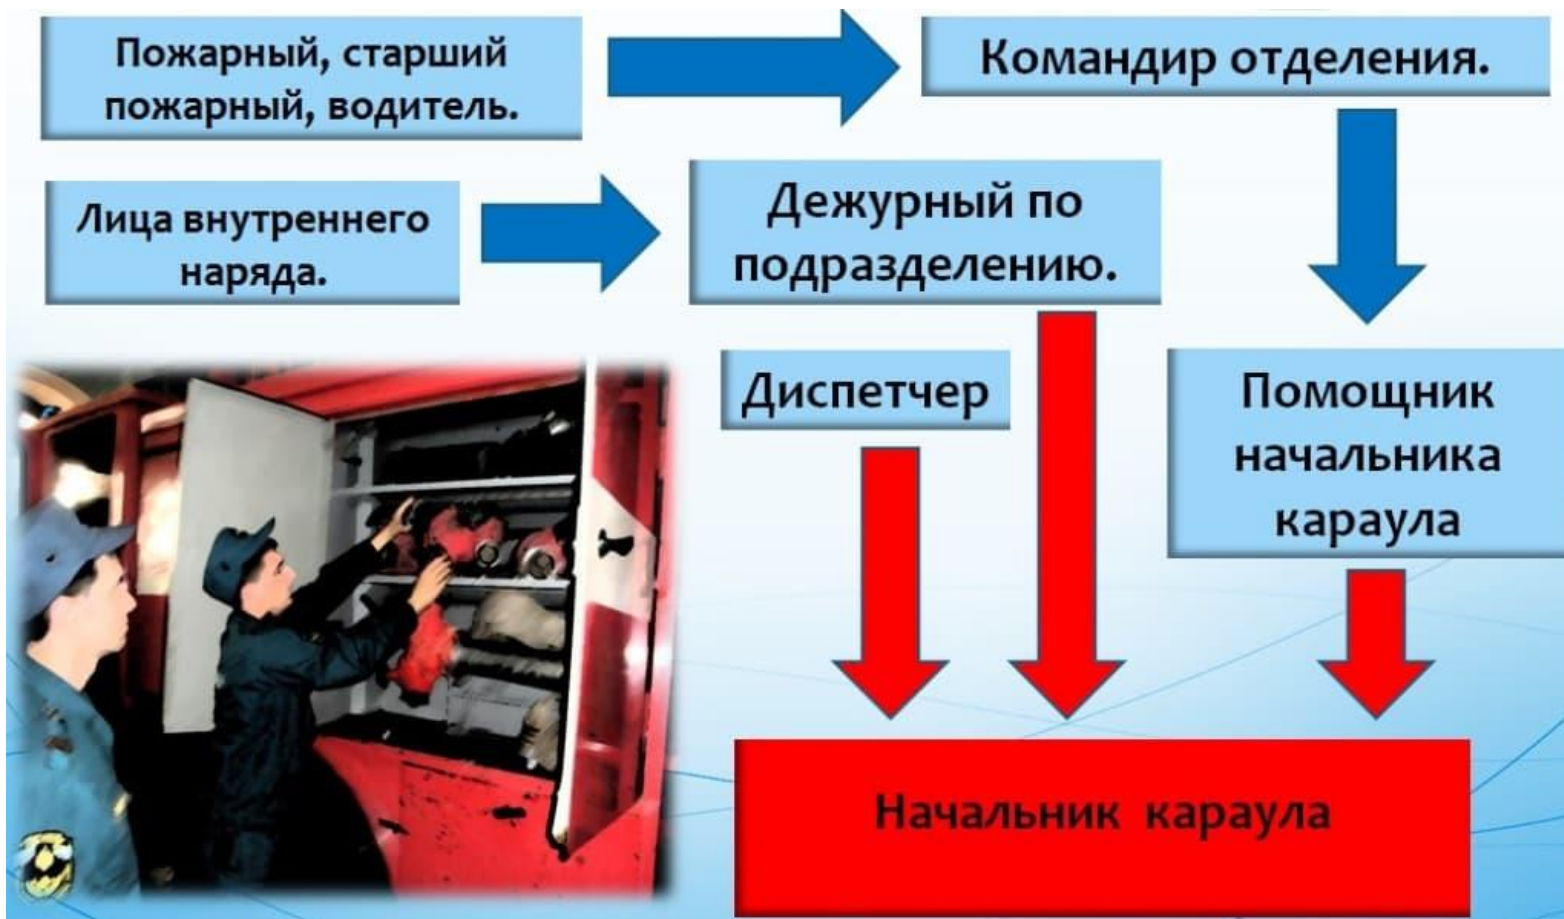 Пожарный, старший
пожарный, водитель.
Командир отделения.
Лица внутреннего
наряда.
Дежурный по
подразделению.
Диспетчер
Помощник
начальника
караула
Начальник караула